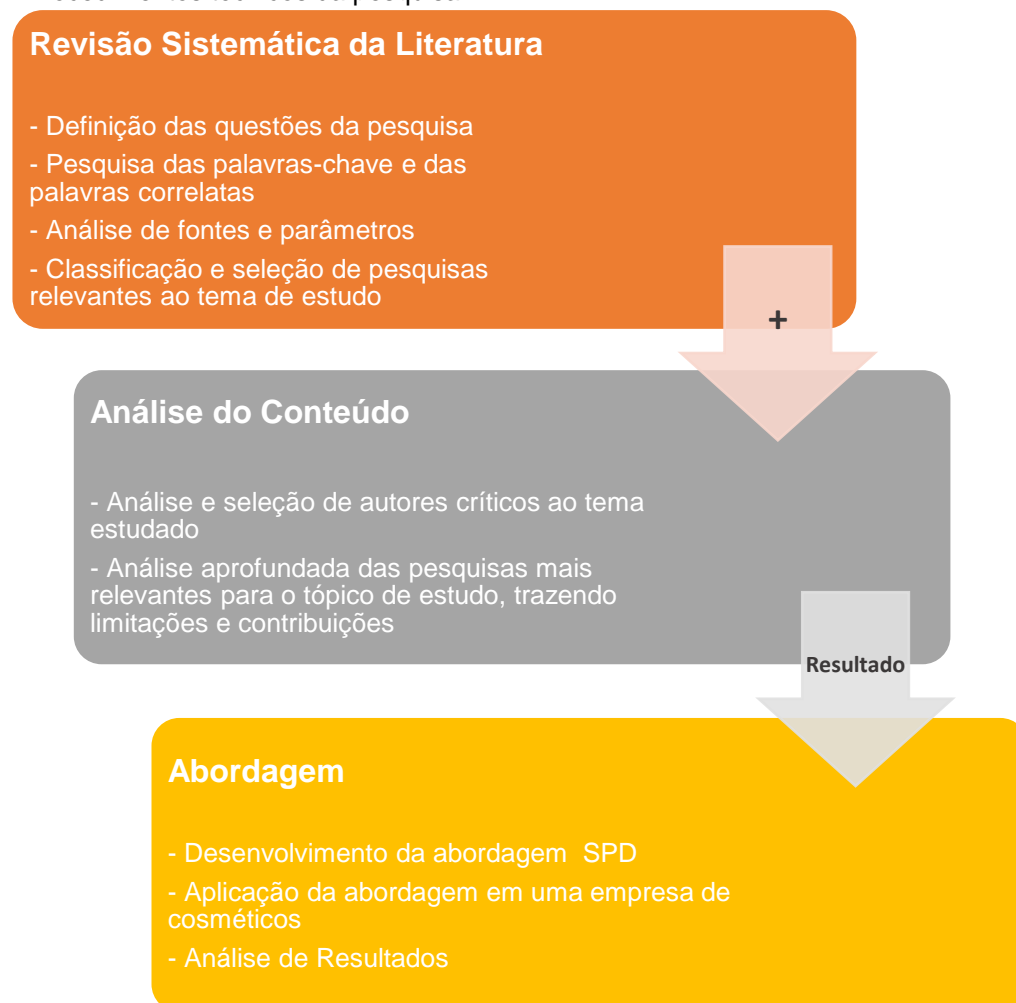 Revisão Sistemática da Literatura
- Definição das questões da pesquisa
- Pesquisa das palavras-chave e das
palavras correlatas
- Análise de fontes e parâmetros
- Classificação e seleção de pesquisas
relevantes ao tema de estudo
+
Análise do Conteúdo
- Análise e seleção de autores críticos ao tema
estudado
- Análise aprofundada das pesquisas mais
relevantes para o tópico de estudo, trazendo
limitações e contribuições
Resultado
Abordagem
- Desenvolvimento da abordagem  SPD
- Aplicação da abordagem em uma empresa de
cosméticos
- Análise de Resultados